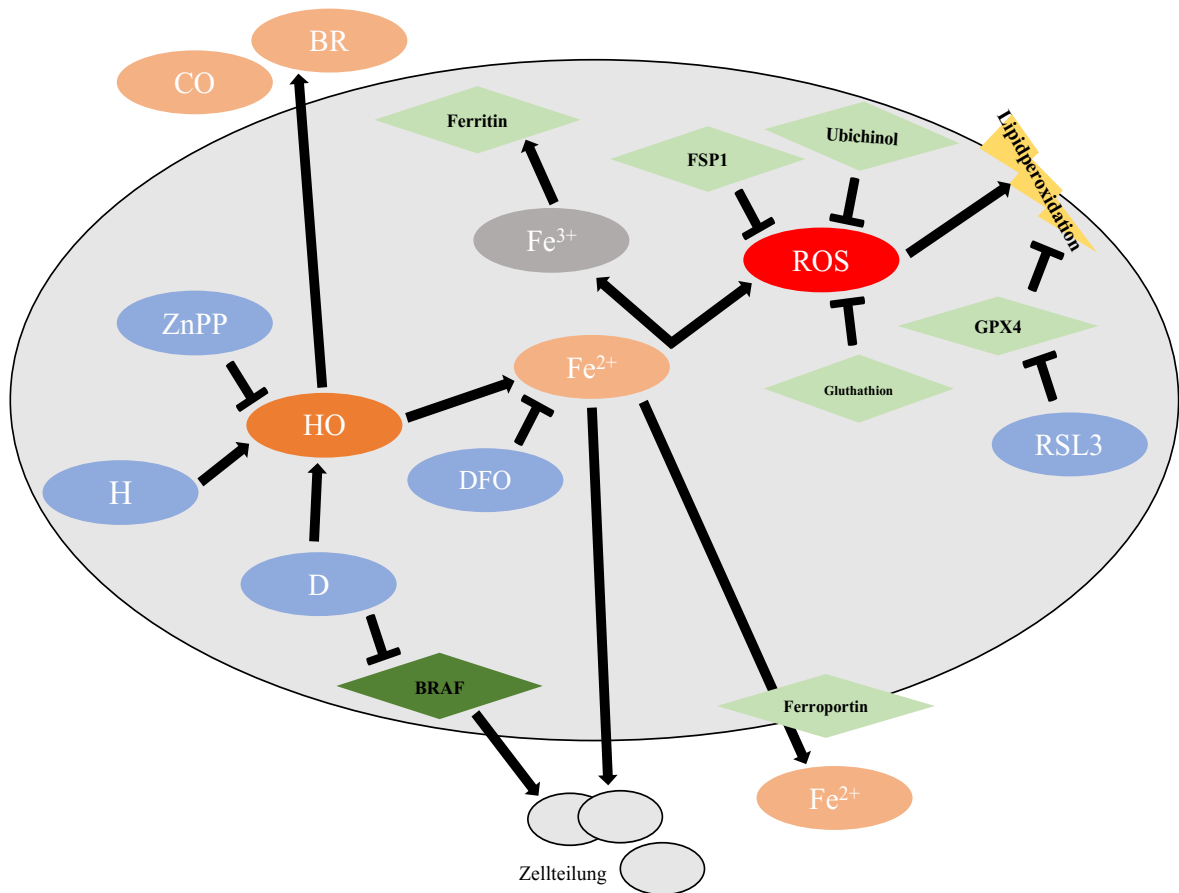 BR
CO
Ferritin
Ubichinol
Lipidperoxidation
FSP1
Fe³⁺
ROS
ZnPP
GPX4
Fe²⁺
Gluthathion
HO
RSL3
DFO
H
D
BRAF
Ferroportin
Fe²⁺
Zellteilung